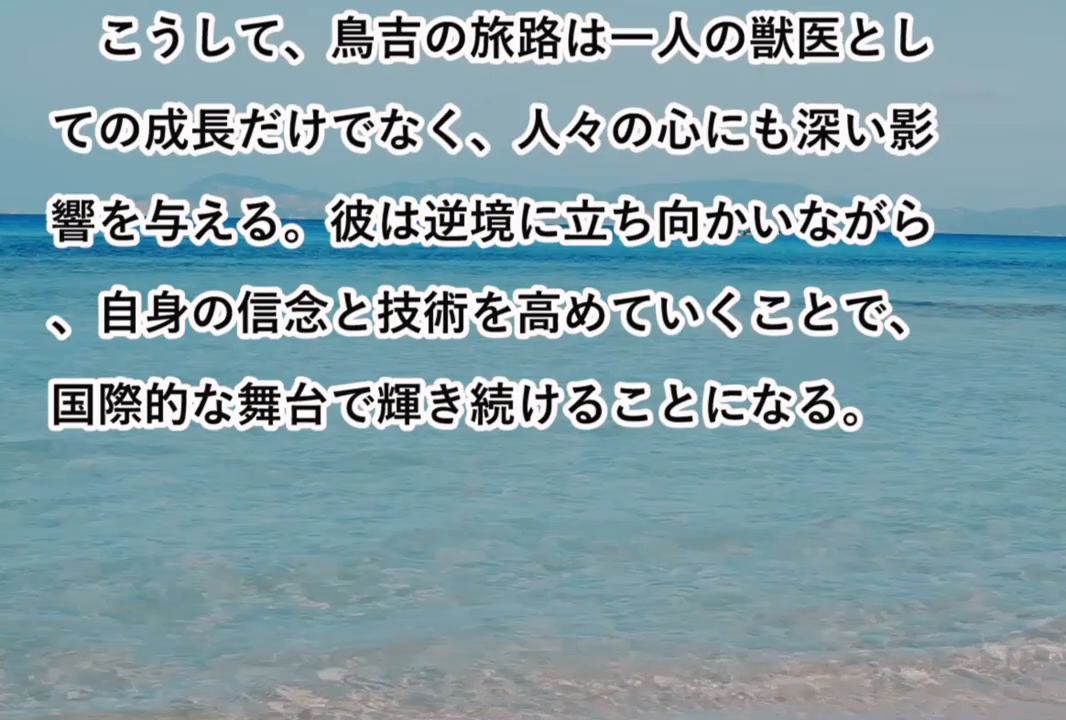 こうして、鳥吉の旅路は一人の獣医とし
ての成長だけでなく、人々の心にも深い影
響を与える。彼は逆境に立ち向かいながら
、自身の信念と技術を高めていくことで、
国際的な舞台で輝き続けることになる。